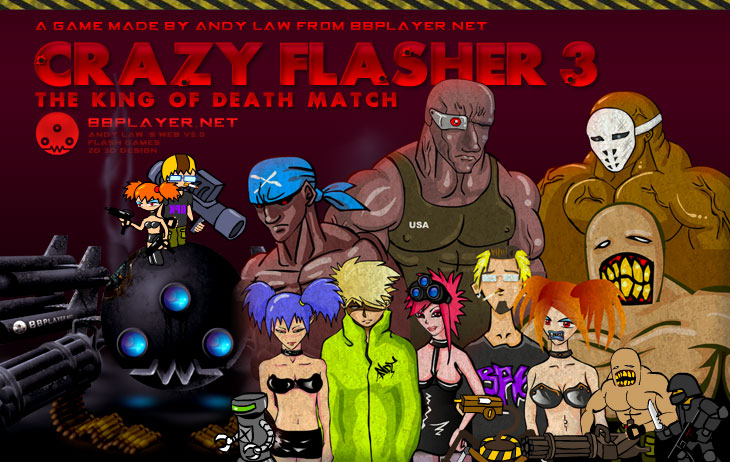 A GAME MADE BY ANDY LAW FROM BBPLAYER.NET
CRAZY FLASHER 3
THE KING OF DEATH MATCH
BBPLAYER NET
ANDY LAW 'S WEB V2.0
FLASH GAMES
2D 3D DESIGN
USA
BBPLAYER
ANDY